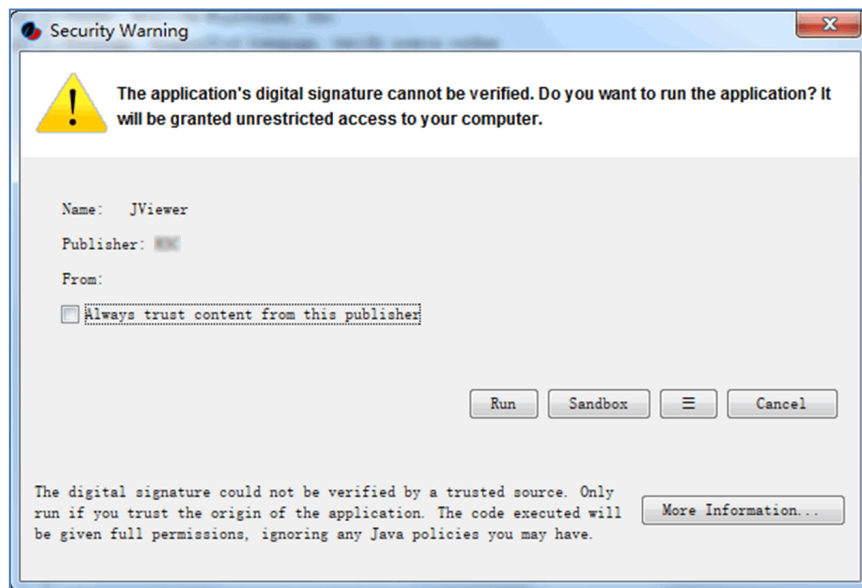 Security Warning
The application's digital signature cannot be verified. Do you want to run the application? It
will be granted unrestricted access to your computer.
Name: JViewer
Publisher:
From:
Always trust content from this publisher
Run Sandbox ☰ Cancel
The digital signature could not be verified by a trusted source. Only
run if you trust the origin of the application. The code executed will
be given full permissions, ignoring any Java policies you may have.
More Information...